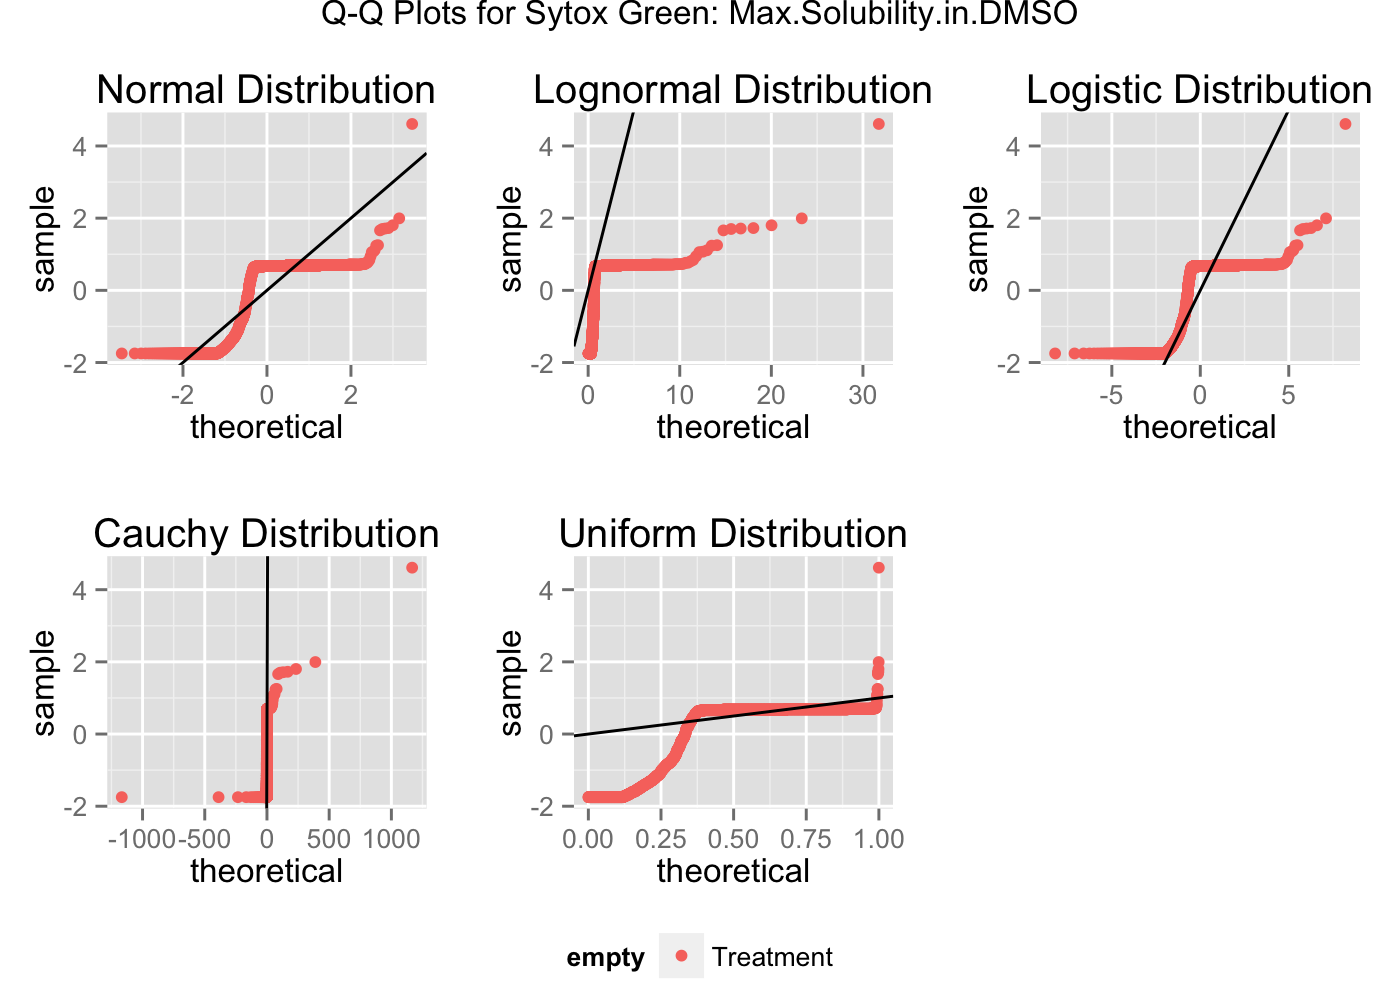 Q-Q Plots for Sytox Green: Max.Solubility.in.DMSO
Normal Distribution
Lognormal Distribution
Logistic Distribution
4
2
0
-2
sample
-2 0 2
theoretical
4
2
0
-2
sample
0 10 20 30
theoretical
4
2
0
-2
sample
-5 0 5
theoretical
Cauchy Distribution
Uniform Distribution
4
2
0
-2
sample
-1000 -500 0 500 1000
theoretical
4
2
0
-2
sample
0.00 0.25 0.50 0.75 1.00
theoretical
empty Treatment